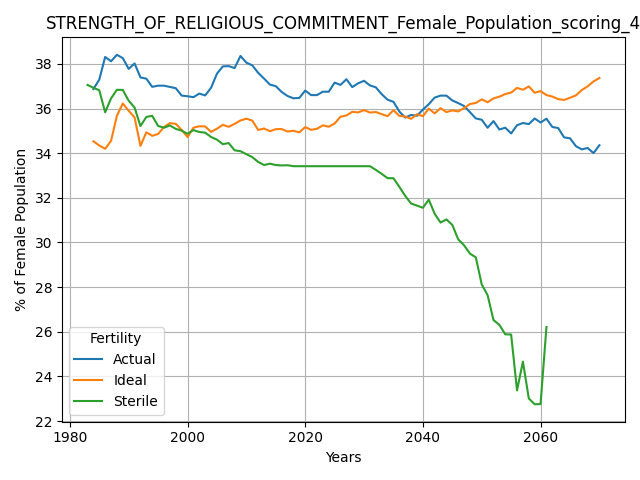 STRENGTH_OF_RELIGIOUS_COMMITMENT_Female_Population_scoring_4
% of Female Population
38
36
34
32
30
28
26
24
22
Fertility
Actual
Ideal
Sterile
1980 2000 2020 2040 2060
Years